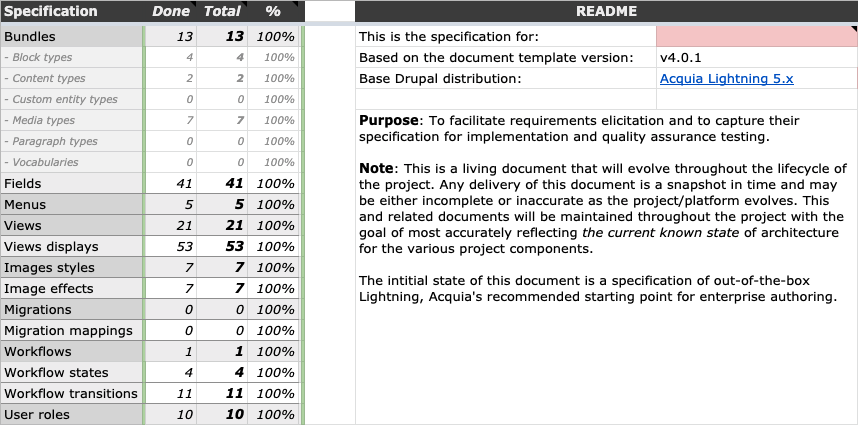 Specification Done Total %
Bundles 13 13 100%
- Block types 4 4 100%
- Content types 2 2 100%
- Custom entity types 0 0 100%
- Media types 7 7 100%
- Paragraph types 0 0 100%
- Vocabularies 0 0 100%
Fields 41 41 100%
Menus 5 5 100%
Views 21 21 100%
Views displays 53 53 100%
Images styles 7 7 100%
Image effects 7 7 100%
Migrations 0 0 100%
Migration mappings 0 0 100%
Workflows 1 1 100%
Workflow states 4 4 100%
Workflow transitions 11 11 100%
User roles 10 10 100%
README
This is the specification for:
Based on the document template version: v4.0.1
Base Drupal distribution: Acquia Lightning 5.x
Purpose: To facilitate requirements elicitation and to capture their
specification for implementation and quality assurance testing.
Note: This is a living document that will evolve throughout the lifecycle of
the project. Any delivery of this document is a snapshot in time and may
be either incomplete or inaccurate as the project/platform evolves. This
and related documents will be maintained throughout the project with the
goal of most accurately reflecting the current known state of architecture
for the various project components.
The intitial state of this document is a specification of out-of-the-box
Lightning, Acquia's recommended starting point for enterprise authoring.